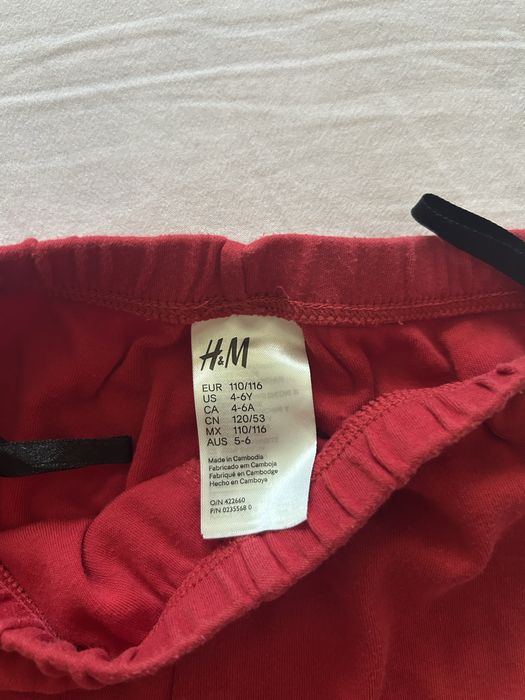 H&M
EUR 110/116
US 4-6Y
CA 4-6A
CN 120/53
MX 110/116
AUS 5-6
Made in Cambodia
Fabricado em Camboja
Fabriqué en Cambodge
Hecho en Camboya
O/N 422660
P/N 0235568 0